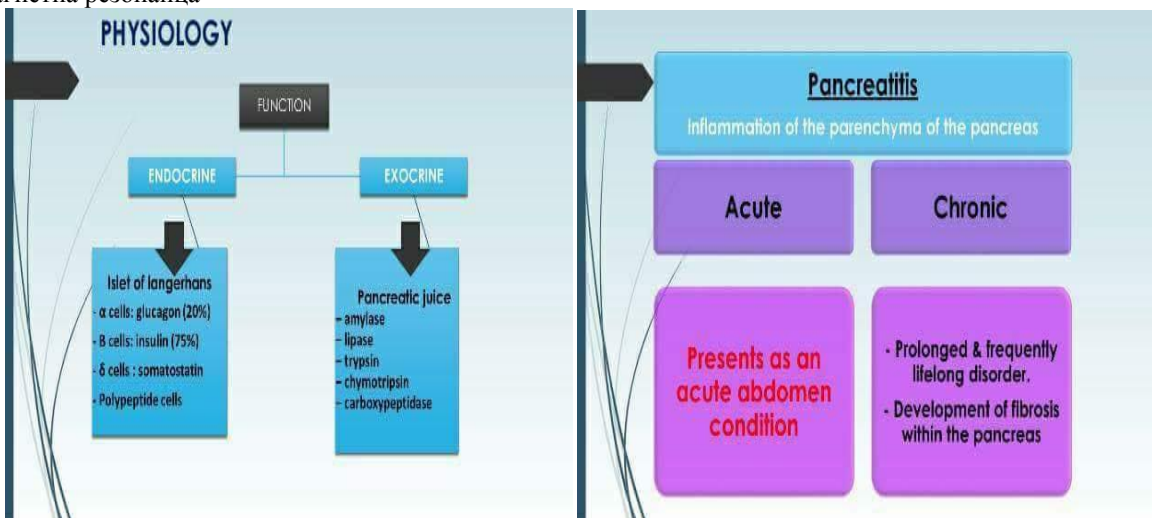 PHYSIOLOGY
FUNCTION
ENDOCRINE
EXOCRINE
Islet of langerhans
- α cells: glucagon (20%)
- B cells: insulin (75%)
- δ cells : somatostatin
- Polypeptide cells
Pancreatic juice
– amylase
– lipase
– trypsin
– chymotripsin
– carboxypeptidase
Pancreatitis
Inflammation of the parenchyma of the pancreas
Acute
Chronic
Presents as an
acute abdomen
condition
- Prolonged & frequently
lifelong disorder.
- Development of fibrosis
within the pancreas